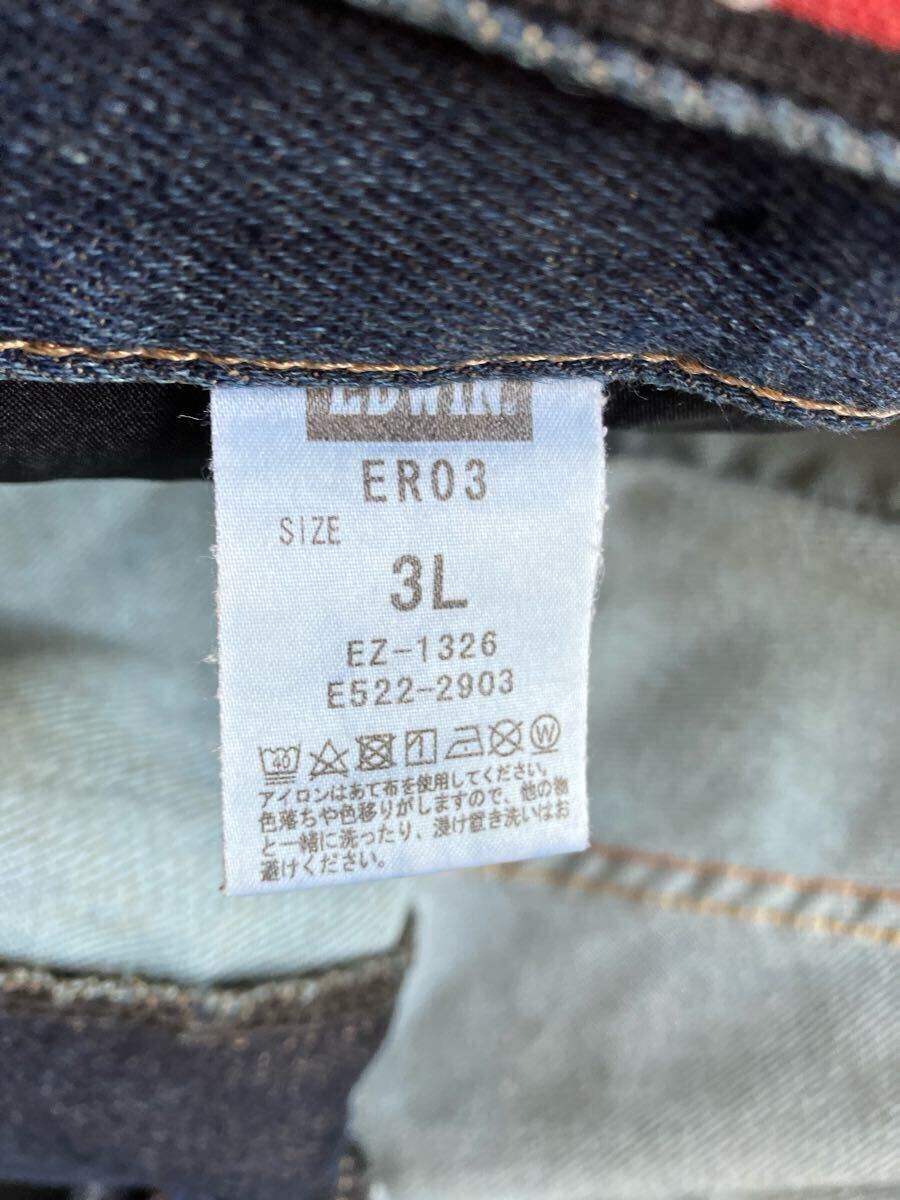 EDWIN.
ER03
SIZE
3L
EZ-1326
E522-2903
40 1 W
アイロンはあて布を使用してください。
色落ちや色移りがしますので、他の物
と一緒に洗ったり、浸け置き洗いはお
避けください。